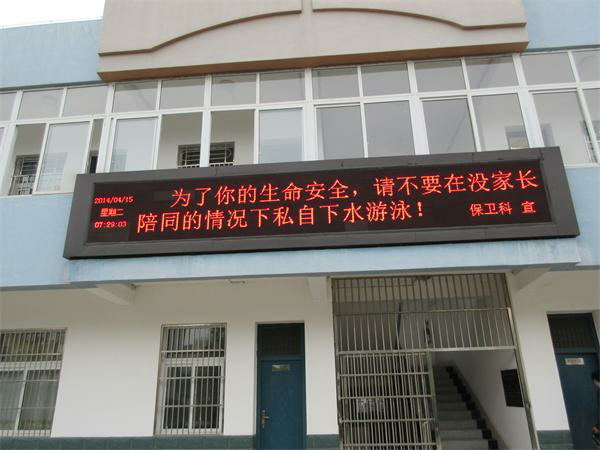 2014/04/15
星期二
07:29:03
为了你的生命安全，请不要在没家长
陪同的情况下私自下水游泳！ 保卫科 宣